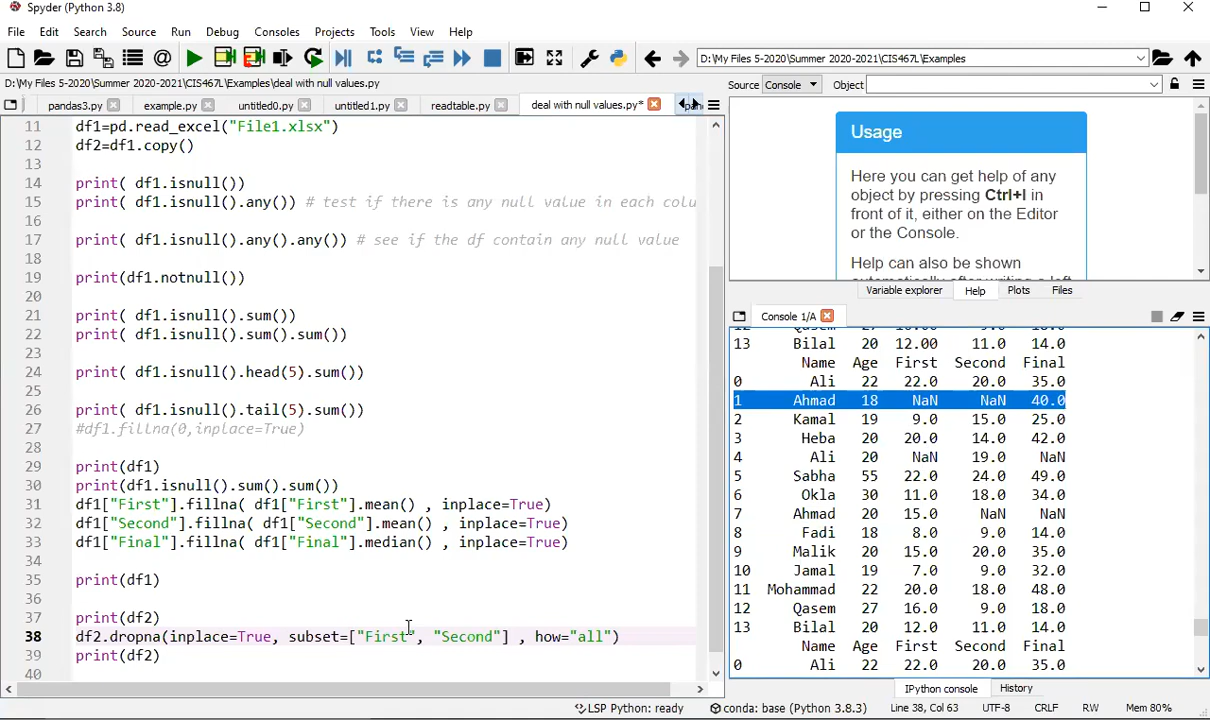 Spyder (Python 3.8)
File Edit Search Source Run Debug Consoles Projects Tools View Help
D:\My Files 5-2020\Summer 2020-2021\CIS467L\Examples
D:\My Files 5-2020\Summer 2020-2021\CIS467L\Examples\deal with null values.py
pandas3.py example.py untitled0.py untitled1.py readtable.py deal with null values.py*
11 df1=pd.read_excel("File1.xlsx")
12 df2=df1.copy()
13
14 print( df1.isnull())
15 print( df1.isnull().any()) # test if there is any null value in each colu
16
17 print( df1.isnull().any().any()) # see if the df contain any null value
18
19 print(df1.notnull())
20
21 print( df1.isnull().sum())
22 print( df1.isnull().sum().sum())
23
24 print( df1.isnull().head(5).sum())
25
26 print( df1.isnull().tail(5).sum())
27 #df1.fillna(0,inplace=True)
28
29 print(df1)
30 print(df1.isnull().sum().sum())
31 df1["First"].fillna( df1["First"].mean() , inplace=True)
32 df1["Second"].fillna( df1["Second"].mean() , inplace=True)
33 df1["Final"].fillna( df1["Final"].median() , inplace=True)
34
35 print(df1)
36
37 print(df2)
38 df2.dropna(inplace=True, subset=["First", "Second"] , how="all")
39 print(df2)
40
Source Console Object
Usage
Here you can get help of any
object by pressing Ctrl+I in
front of it, either on the Editor
or the Console.
Help can also be shown
automatically after writing a left
Variable explorer Help Plots Files
Console 1/A
12 Qasem 27 16.00 9.0 18.0
13 Bilal 20 12.00 11.0 14.0
Name Age First Second Final
0 Ali 22 22.0 20.0 35.0
1 Ahmad 18 NaN NaN 40.0
2 Kamal 19 9.0 15.0 25.0
3 Heba 20 20.0 14.0 42.0
4 Ali 20 NaN 19.0 NaN
5 Sabha 55 22.0 24.0 49.0
6 Okla 30 11.0 18.0 34.0
7 Ahmad 20 15.0 NaN NaN
8 Fadi 18 8.0 9.0 14.0
9 Malik 20 15.0 20.0 35.0
10 Jamal 19 7.0 9.0 32.0
11 Mohammad 22 20.0 18.0 48.0
12 Qasem 27 16.0 9.0 18.0
13 Bilal 20 12.0 11.0 14.0
Name Age First Second Final
0 Ali 22 22.0 20.0 35.0
IPython console History
LSP Python: ready conda: base (Python 3.8.3) Line 38, Col 63 UTF-8 CRLF RW Mem 80%